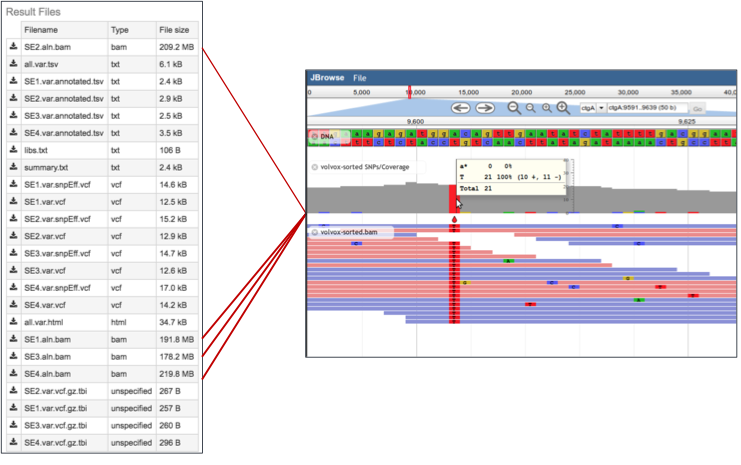 Result Files
Filename Type File size
SE2.aln.bam bam 209.2 MB
all.var.tsv txt 6.1 kB
SE1.var.annotated.tsv txt 2.4 kB
SE2.var.annotated.tsv txt 2.9 kB
SE3.var.annotated.tsv txt 2.5 kB
SE4.var.annotated.tsv txt 3.5 kB
libs.txt txt 106 B
summary.txt txt 2.4 kB
SE1.var.snpEff.vcf vcf 14.6 kB
SE1.var.vcf vcf 12.5 kB
SE2.var.snpEff.vcf vcf 15.2 kB
SE2.var.vcf vcf 12.9 kB
SE3.var.snpEff.vcf vcf 14.7 kB
SE3.var.vcf vcf 12.6 kB
SE4.var.snpEff.vcf vcf 17.0 kB
SE4.var.vcf vcf 14.2 kB
all.var.html html 34.7 kB
SE1.aln.bam bam 191.8 MB
SE3.aln.bam bam 178.2 MB
SE4.aln.bam bam 219.8 MB
SE2.var.vcf.gz.tbi unspecified 267 B
SE1.var.vcf.gz.tbi unspecified 257 B
SE3.var.vcf.gz.tbi unspecified 260 B
SE4.var.vcf.gz.tbi unspecified 296 B
JBrowse File
0 5,000 10,000 15,000 20,000 25,000 30,000 35,000 40,0
ctgA ctgA:9591..9639 (50 b) Go
9,600 9,625
DNA
volvox-sorted SNPs/Coverage
a* 0 0%
T 21 100% (10 +, 11 -)
Total 21
volvox-sorted.bam